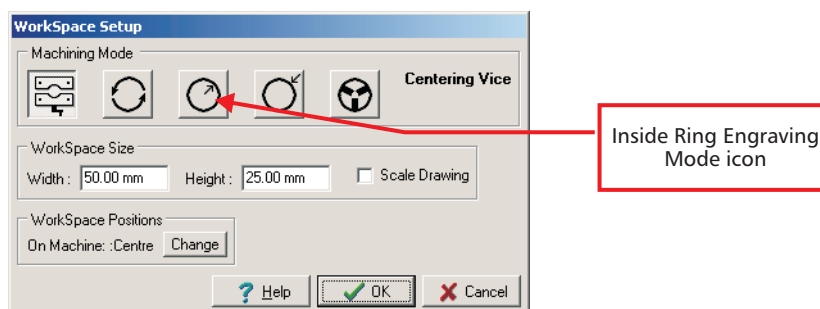 WorkSpace Setup
Machining Mode
Centering Vice
WorkSpace Size
Width : 50.00 mm Height : 25.00 mm Scale Drawing
WorkSpace Positions
On Machine: :Centre Change
? Help OK Cancel
Inside Ring Engraving
Mode icon